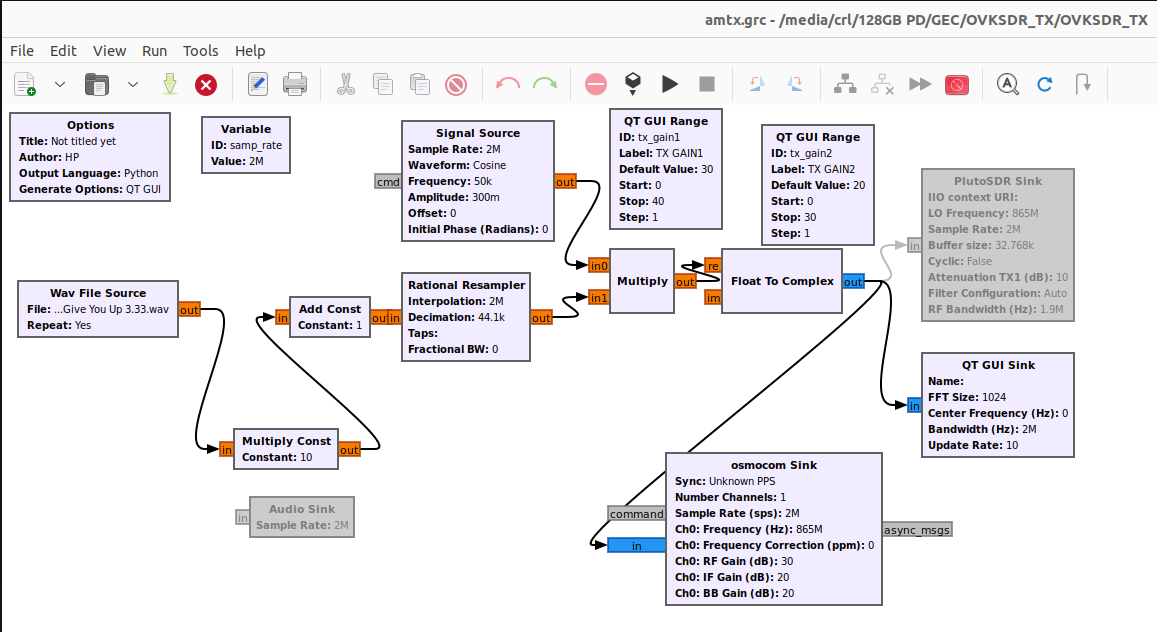 amtx.grc - /media/crl/128GB PD/GEC/OVKSDR_TX/OVKSDR_TX
File Edit View Run Tools Help
Options
Title: Not titled yet
Author: HP
Output Language: Python
Generate Options: QT GUI
Variable
ID: samp_rate
Value: 2M
cmd
Signal Source
Sample Rate: 2M
Waveform: Cosine
Frequency: 50k
Amplitude: 300m
Offset: 0
Initial Phase (Radians): 0
out
QT GUI Range
ID: tx_gain1
Label: TX GAIN1
Default Value: 30
Start: 0
Stop: 40
Step: 1
QT GUI Range
ID: tx_gain2
Label: TX GAIN2
Default Value: 20
Start: 0
Stop: 30
Step: 1
in
PlutoSDR Sink
IIO context URI:
LO Frequency: 865M
Sample Rate: 2M
Buffer size: 32.768k
Cyclic: False
Attenuation TX1 (dB): 10
Filter Configuration: Auto
RF Bandwidth (Hz): 1.9M
Wav File Source
File: ...Give You Up 3.33.wav
Repeat: Yes
out
in
Add Const
Constant: 1
out
in
Rational Resampler
Interpolation: 2M
Decimation: 44.1k
Taps:
Fractional BW: 0
out
in0
in1
Multiply
out
re
im
Float To Complex
out
in
QT GUI Sink
Name:
FFT Size: 1024
Center Frequency (Hz): 0
Bandwidth (Hz): 2M
Update Rate: 10
in
Multiply Const
Constant: 10
out
in
Audio Sink
Sample Rate: 2M
command
in
osmocom Sink
Sync: Unknown PPS
Number Channels: 1
Sample Rate (sps): 2M
Ch0: Frequency (Hz): 865M
Ch0: Frequency Correction (ppm): 0
Ch0: RF Gain (dB): 30
Ch0: IF Gain (dB): 20
Ch0: BB Gain (dB): 20
async_msgs